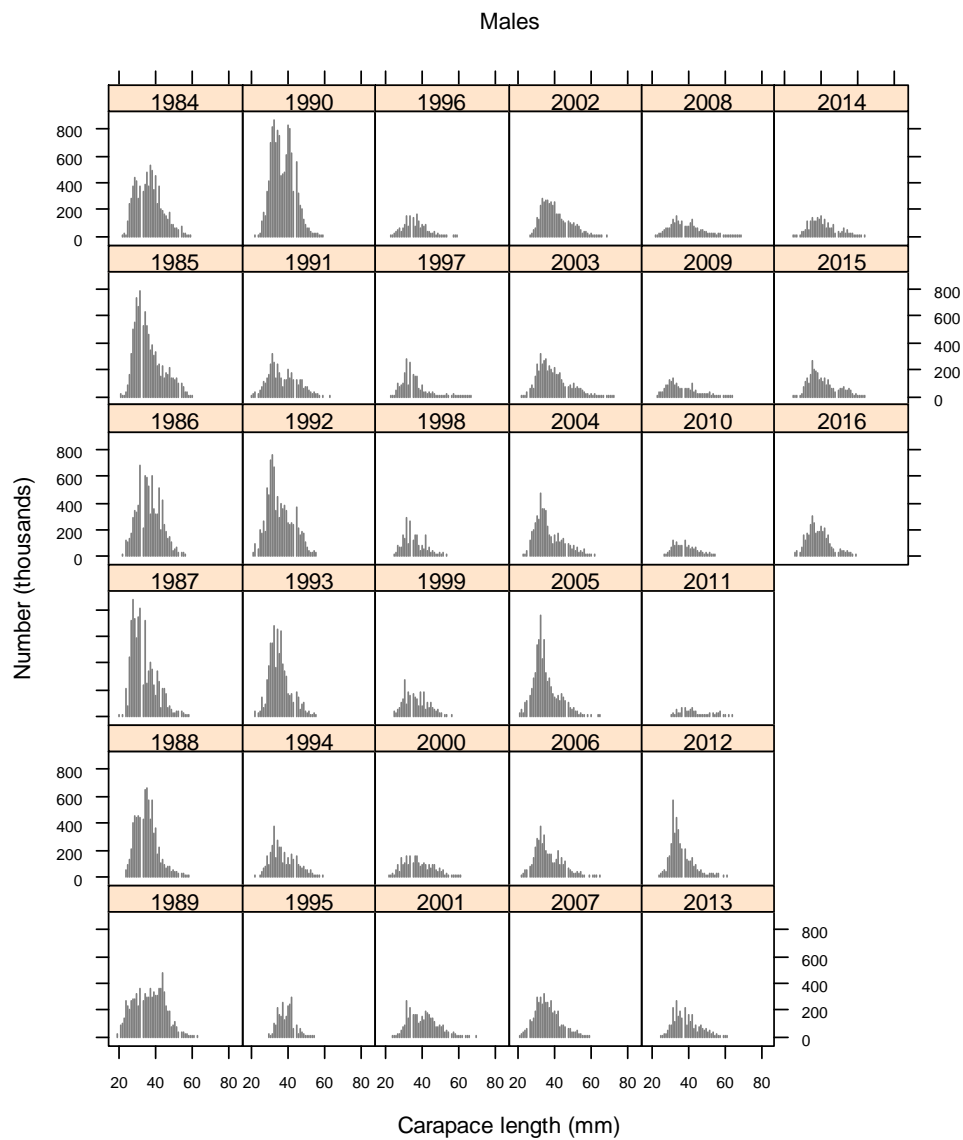 Males
1984 1990 1996 2002 2008 2014
800
600
400
200
0
1985 1991 1997 2003 2009 2015
800
600
400
200
0
1986 1992 1998 2004 2010 2016
800
600
400
200
0
1987 1993 1999 2005 2011
1988 1994 2000 2006 2012
800
600
400
200
0
1989 1995 2001 2007 2013
800
600
400
200
0
20 40 60 80 20 40 60 80 20 40 60 80
20 40 60 80 20 40 60 80
Number (thousands)
Carapace length (mm)